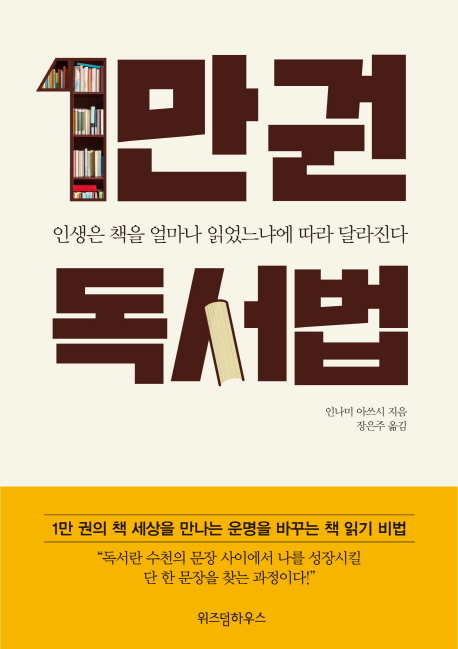 1만권
인생은 책을 얼마나 읽었느냐에 따라 달라진다
독서법
인나미 아쓰시 지음
장은주 옮김
1만 권의 책 세상을 만나는 운명을 바꾸는 책 읽기 비법
“독서란 수천의 문장 사이에서 나를 성장시킬
단 한 문장을 찾는 과정이다!”
위즈덤하우스